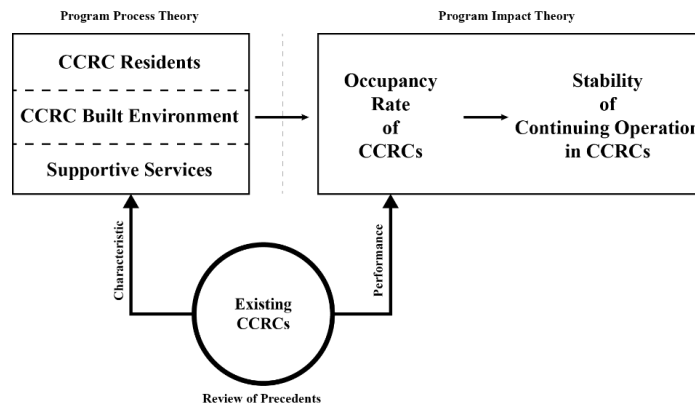 Program Process Theory
Program Impact Theory
CCRC Residents
CCRC Built Environment
Supportive Services
Occupancy
Rate
of
CCRCs
Stability
of
Continuing Operation
in CCRCs
Characteristic
Performance
Existing
CCRCs
Review of Precedents